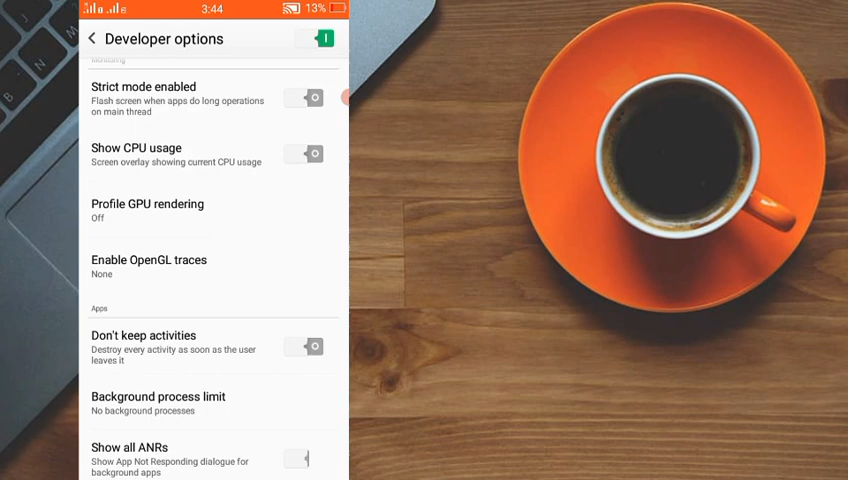 3:44
13%
Developer options
Monitoring
Strict mode enabled
Flash screen when apps do long operations
on main thread
Show CPU usage
Screen overlay showing current CPU usage
Profile GPU rendering
Off
Enable OpenGL traces
None
Apps
Don't keep activities
Destroy every activity as soon as the user
leaves it
Background process limit
No background processes
Show all ANRs
Show App Not Responding dialogue for
background apps